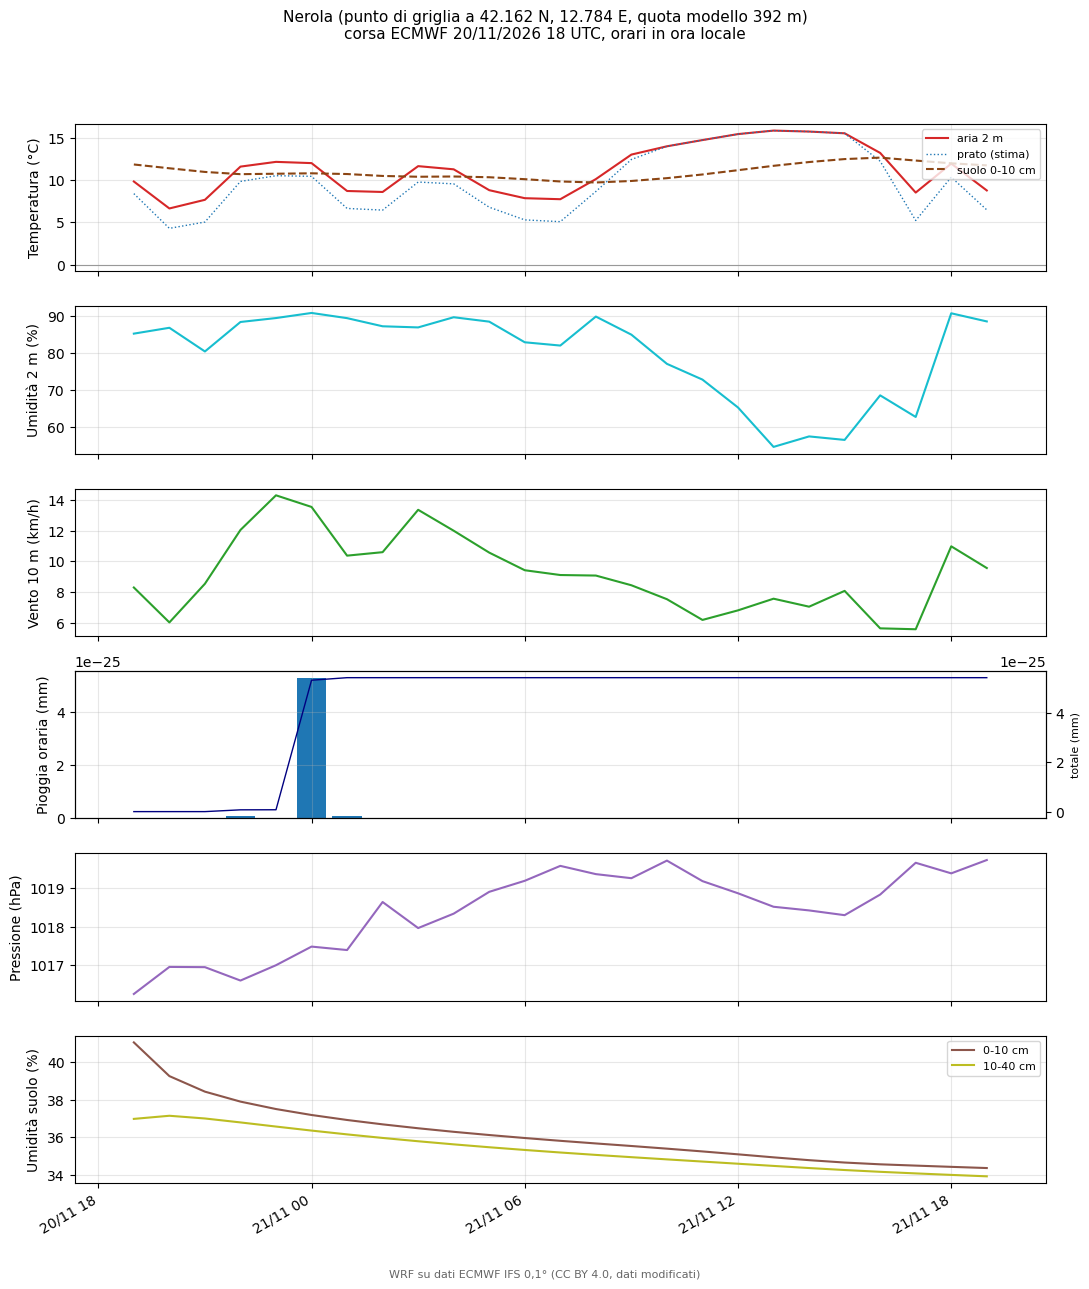 Nerola (punto di griglia a 42.162 N, 12.784 E, quota modello 392 m)
corsa ECMWF 20/11/2026 18 UTC, orari in ora locale
Temperatura (°C)
15
10
5
0
aria 2 m
prato (stima)
suolo 0-10 cm
Umidità 2 m (%)
90
80
70
60
Vento 10 m (km/h)
14
12
10
8
6
1e−25
1e−25
Pioggia oraria (mm)
4
2
0
4
2
0
totale (mm)
Pressione (hPa)
1019
1018
1017
Umidità suolo (%)
40
38
36
34
0-10 cm
10-40 cm
20/11 18
21/11 00
21/11 06
21/11 12
21/11 18
WRF su dati ECMWF IFS 0,1° (CC BY 4.0, dati modificati)